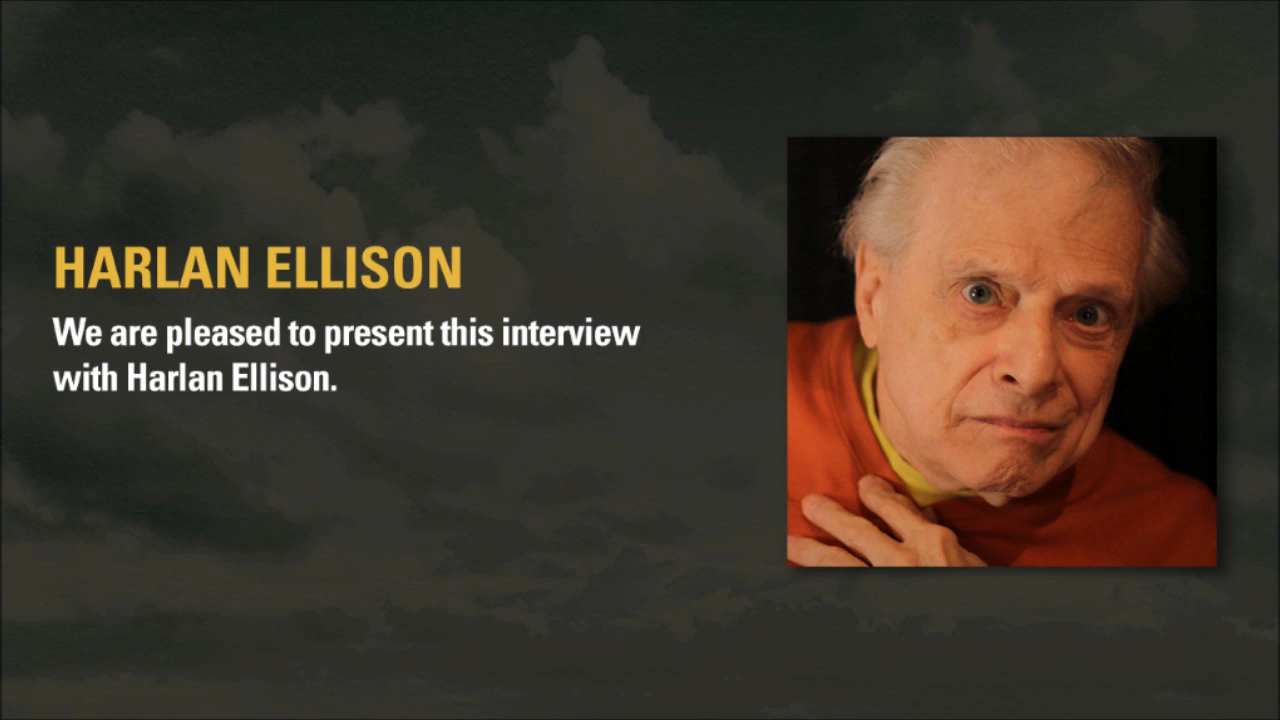 HARLAN ELLISON
We are pleased to present this interview
with Harlan Ellison.